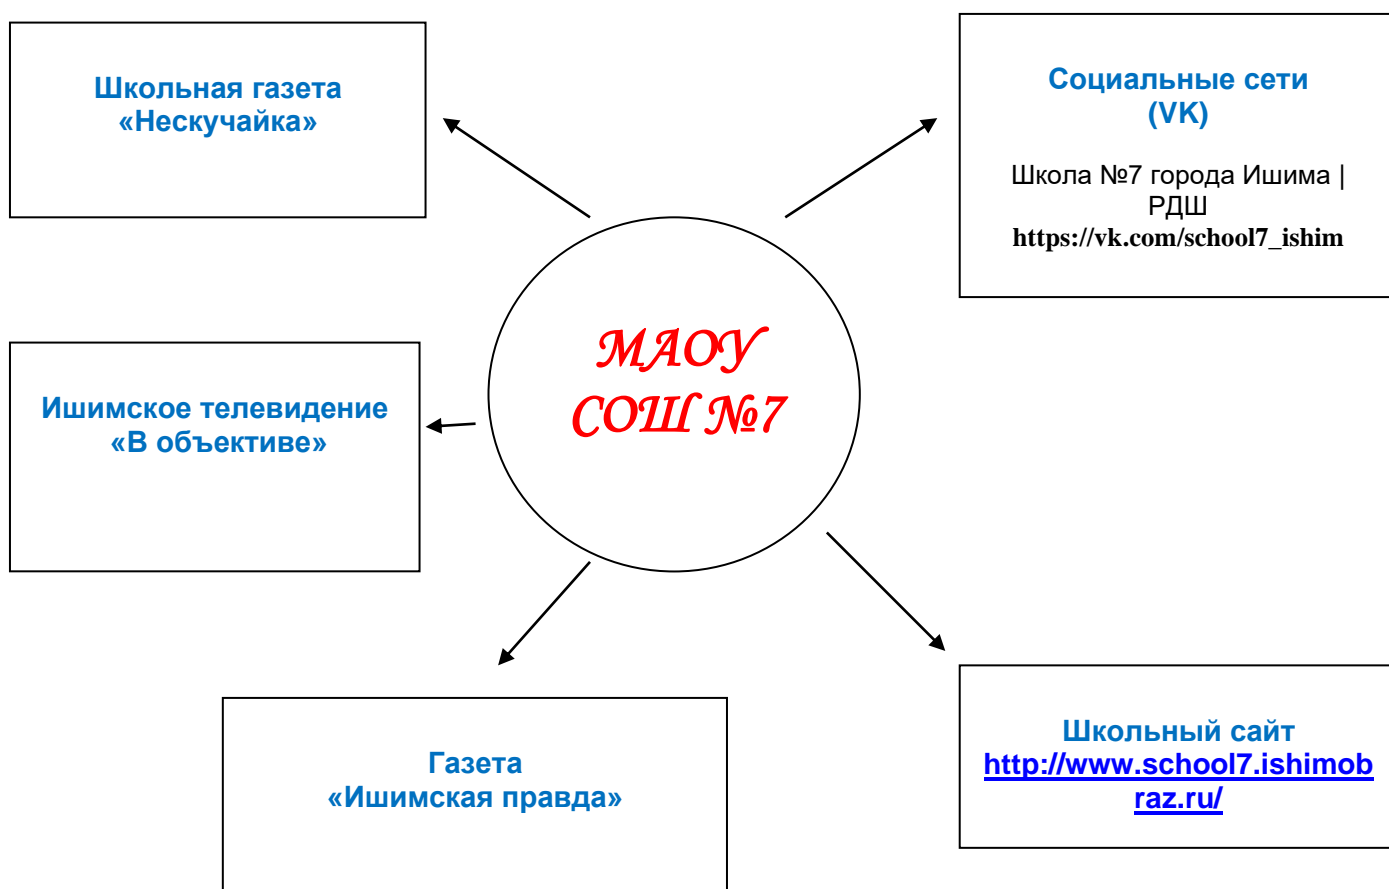 Школьная газета
«Нескучайка»
Социальные сети
(VK)
Школа №7 города Ишима |
РДШ
https://vk.com/school7_ishim
МАОУ
СОШ №7
Ишимское телевидение
«В объективе»
Газета
«Ишимская правда»
Школьный сайт
http://www.school7.ishimob
raz.ru/